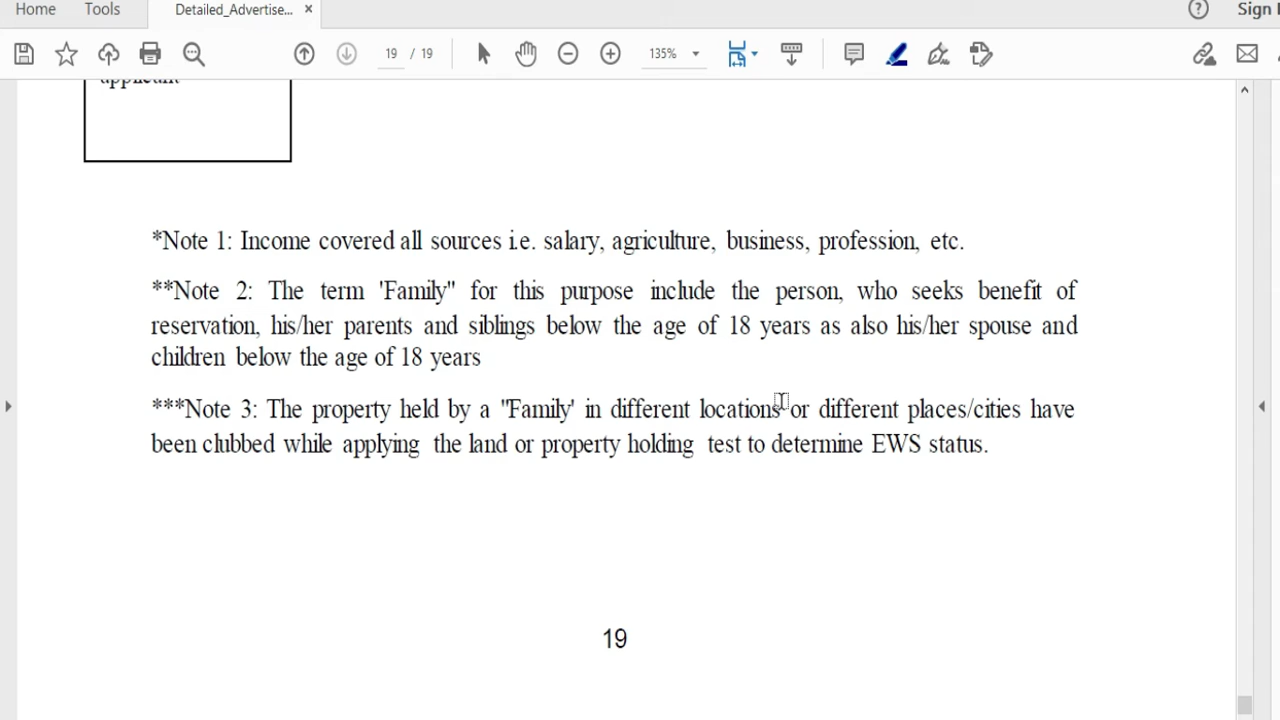 Home Tools Detailed_Advertise... × Sign
19 / 19 135%
applicant
*Note 1: Income covered all sources i.e. salary, agriculture, business, profession, etc.
**Note 2: The term 'Family" for this purpose include the person, who seeks benefit of
reservation, his/her parents and siblings below the age of 18 years as also his/her spouse and
children below the age of 18 years
***Note 3: The property held by a "Family' in different locations or different places/cities have
been clubbed while applying the land or property holding test to determine EWS status.
19